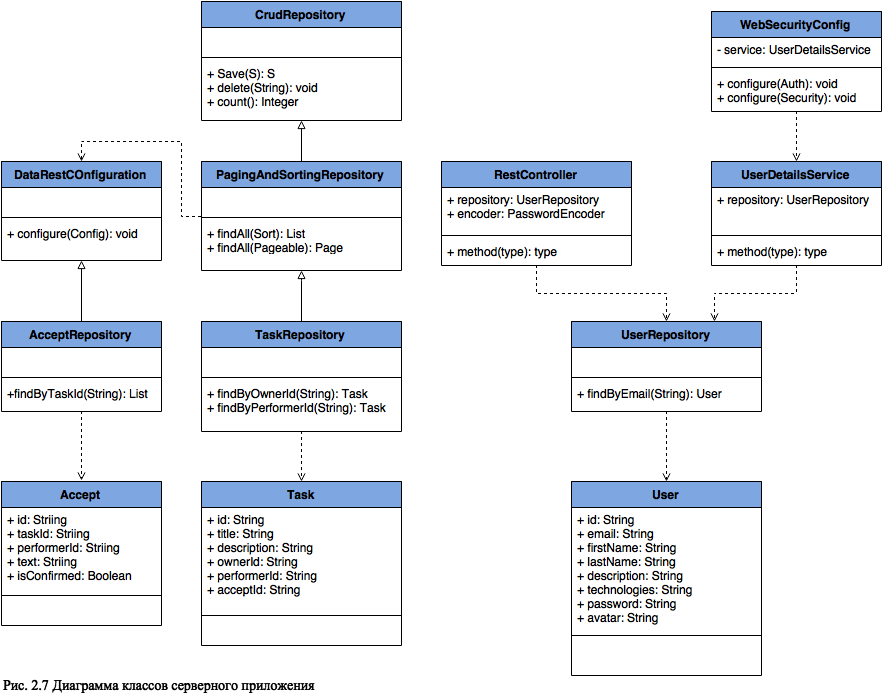 CrudRepository
+ Save(S): S
+ delete(String): void
+ count(): Integer
WebSecurityConfig
- service: UserDetailsService
+ configure(Auth): void
+ configure(Security): void
DataRestCOnfiguration
+ configure(Config): void
PagingAndSortingRepository
+ findAll(Sort): List
+ findAll(Pageable): Page
RestController
+ repository: UserRepository
+ encoder: PasswordEncoder
+ method(type): type
UserDetailsService
+ repository: UserRepository
+ method(type): type
AcceptRepository
+findByTaskId(String): List
TaskRepository
+ findByOwnerId(String): Task
+ findByPerformerId(String): Task
UserRepository
+ findByEmail(String): User
Accept
+ id: Striing
+ taskId: Striing
+ performerId: Striing
+ text: Striing
+ isConfirmed: Boolean
Task
+ id: String
+ title: String
+ description: String
+ ownerId: String
+ performerId: String
+ acceptId: String
User
+ id: String
+ email: String
+ firstName: String
+ lastName: String
+ description: String
+ technologies: String
+ password: String
+ avatar: String
Рис. 2.7 Диаграмма классов серверного приложения